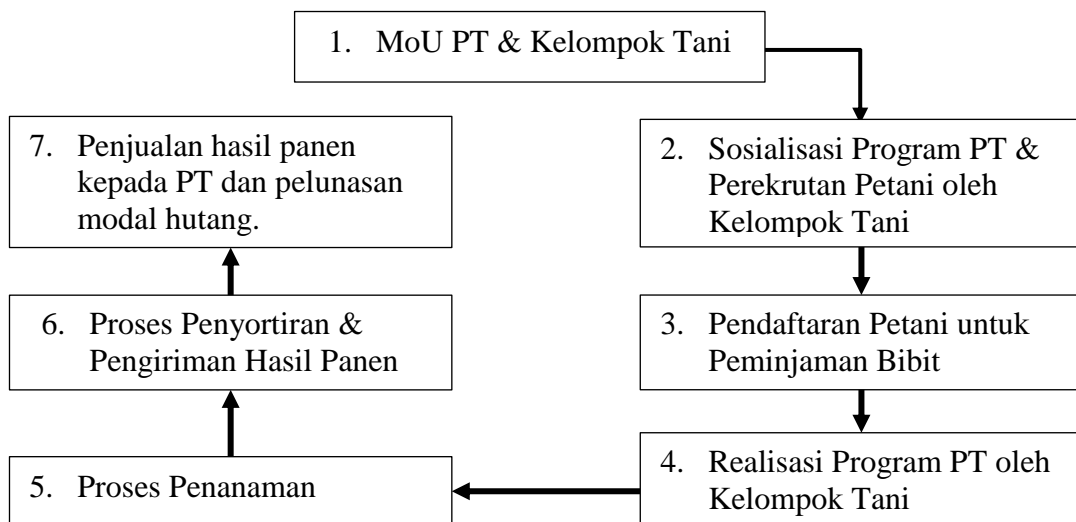 1. MoU PT & Kelompok Tani
2. Sosialisasi Program PT &
Perekrutan Petani oleh
Kelompok Tani
3. Pendaftaran Petani untuk
Peminjaman Bibit
4. Realisasi Program PT oleh
Kelompok Tani
5. Proses Penanaman
6. Proses Penyortiran &
Pengiriman Hasil Panen
7. Penjualan hasil panen
kepada PT dan pelunasan
modal hutang.